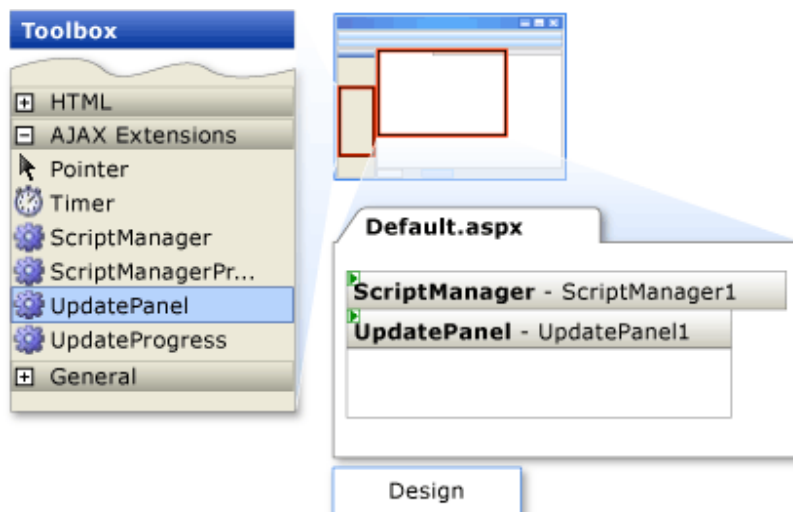 Toolbox
HTML
AJAX Extensions
Pointer
Timer
ScriptManager
ScriptManagerPr...
UpdatePanel
UpdateProgress
General
Default.aspx
ScriptManager - ScriptManager1
UpdatePanel - UpdatePanel1
Design